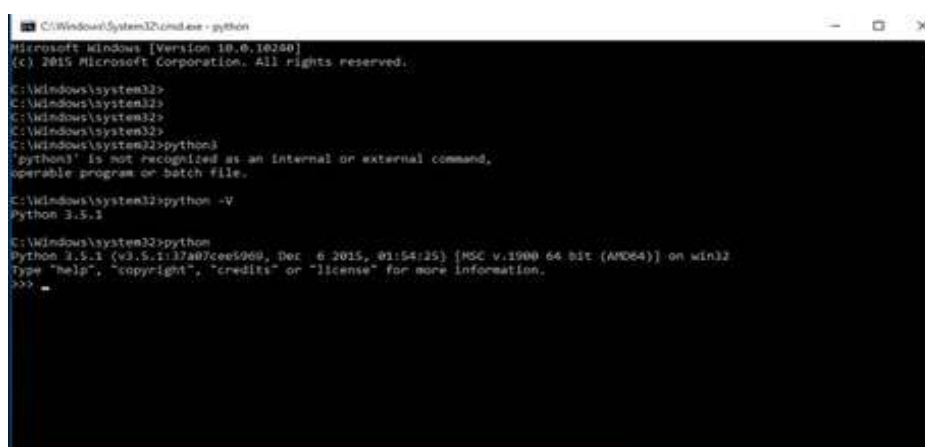 C:\Windows\System32\cmd.exe - python
Microsoft Windows [Version 10.0.10240]
(c) 2015 Microsoft Corporation. All rights reserved.
C:\Windows\system32>
C:\Windows\system32>
C:\Windows\system32>
C:\Windows\system32>
C:\Windows\system32>python3
'python3' is not recognized as an internal or external command,
operable program or batch file.
C:\Windows\system32>python -V
Python 3.5.1
C:\Windows\system32>python
Python 3.5.1 (v3.5.1:37a07cee5969, Dec  6 2015, 01:54:25) [MSC v.1900 64 bit (AMD64)] on win32
Type "help", "copyright", "credits" or "license" for more information.
>>> _